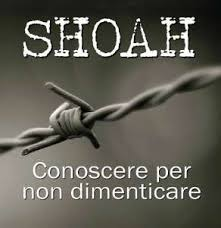 SHOAH
Conoscere per
non dimenticare